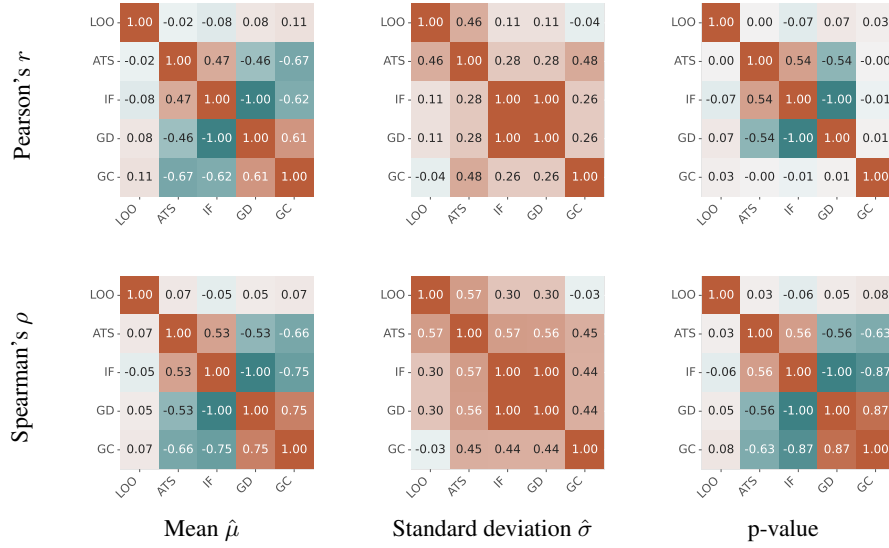 Pearson's r
LOO 1.00 -0.02 -0.08 0.08 0.11
ATS -0.02 1.00 0.47 -0.46 -0.67
IF -0.08 0.47 1.00 -1.00 -0.62
GD 0.08 -0.46 -1.00 1.00 0.61
GC 0.11 -0.67 -0.62 0.61 1.00
LOO ATS IF GD GC
LOO 1.00 0.46 0.11 0.11 -0.04
ATS 0.46 1.00 0.28 0.28 0.48
IF 0.11 0.28 1.00 1.00 0.26
GD 0.11 0.28 1.00 1.00 0.26
GC -0.04 0.48 0.26 0.26 1.00
LOO ATS IF GD GC
LOO 1.00 -0.00 -0.07 0.07 0.03
ATS -0.00 1.00 0.54 -0.54 -0.00
IF -0.07 0.54 1.00 -1.00 -0.01
GD 0.07 -0.54 -1.00 1.00 0.01
GC 0.03 -0.00 -0.01 0.01 1.00
LOO ATS IF GD GC
Spearman's ρ
LOO 1.00 0.07 -0.05 0.05 0.07
ATS 0.07 1.00 0.53 -0.53 -0.66
IF -0.05 0.53 1.00 -1.00 -0.75
GD 0.05 -0.53 -1.00 1.00 0.75
GC 0.07 -0.66 -0.75 0.75 1.00
LOO ATS IF GD GC
Mean μ̂
LOO 1.00 0.57 0.30 0.30 -0.03
ATS 0.57 1.00 0.57 0.56 0.45
IF 0.30 0.57 1.00 1.00 0.44
GD 0.30 0.56 1.00 1.00 0.44
GC -0.03 0.45 0.44 0.44 1.00
LOO ATS IF GD GC
Standard deviation σ̂
LOO 1.00 0.03 -0.06 0.05 0.08
ATS 0.03 1.00 0.56 -0.56 -0.63
IF -0.06 0.56 1.00 -1.00 -0.87
GD 0.05 -0.56 -1.00 1.00 0.87
GC 0.08 -0.63 -0.87 0.87 1.00
LOO ATS IF GD GC
p-value